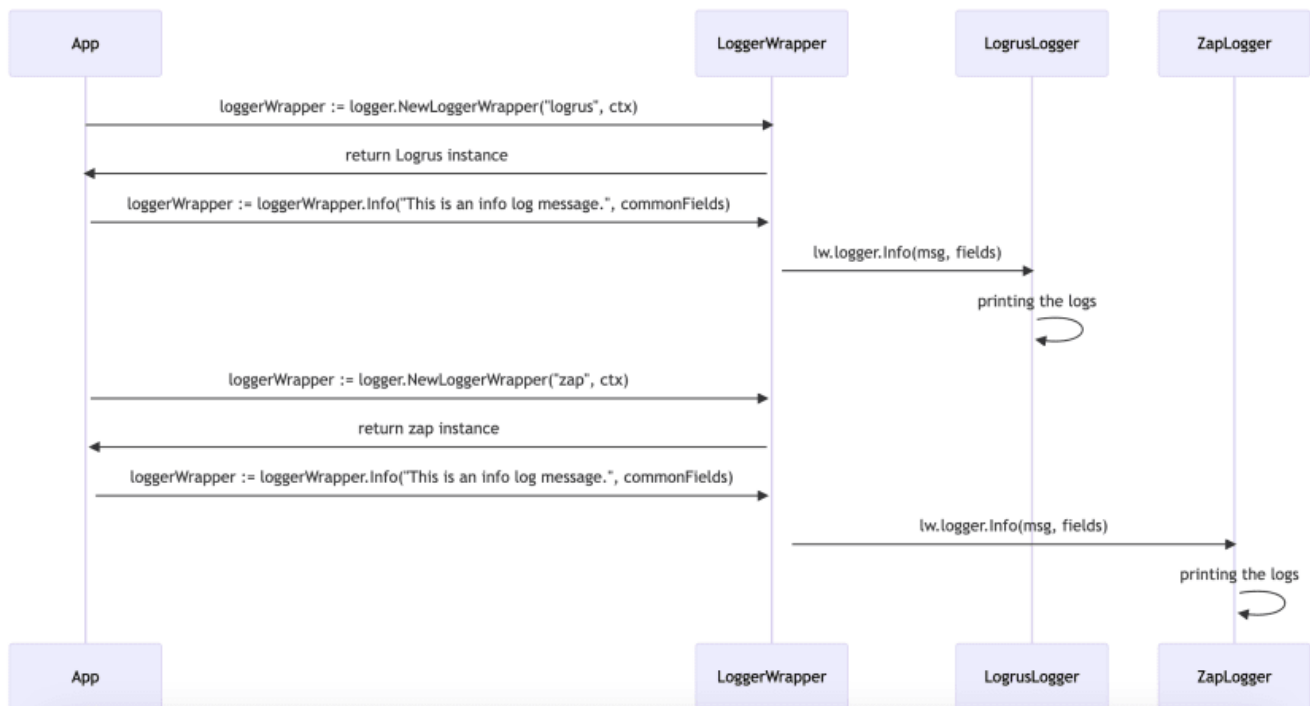 App LoggerWrapper LogrusLogger ZapLogger
loggerWrapper := logger.NewLoggerWrapper("logrus", ctx)
return Logrus instance
loggerWrapper := loggerWrapper.Info("This is an info log message.", commonFields)
lw.logger.Info(msg, fields)
printing the logs
loggerWrapper := logger.NewLoggerWrapper("zap", ctx)
return zap instance
loggerWrapper := loggerWrapper.Info("This is an info log message.", commonFields)
lw.logger.Info(msg, fields)
printing the logs
App LoggerWrapper LogrusLogger ZapLogger